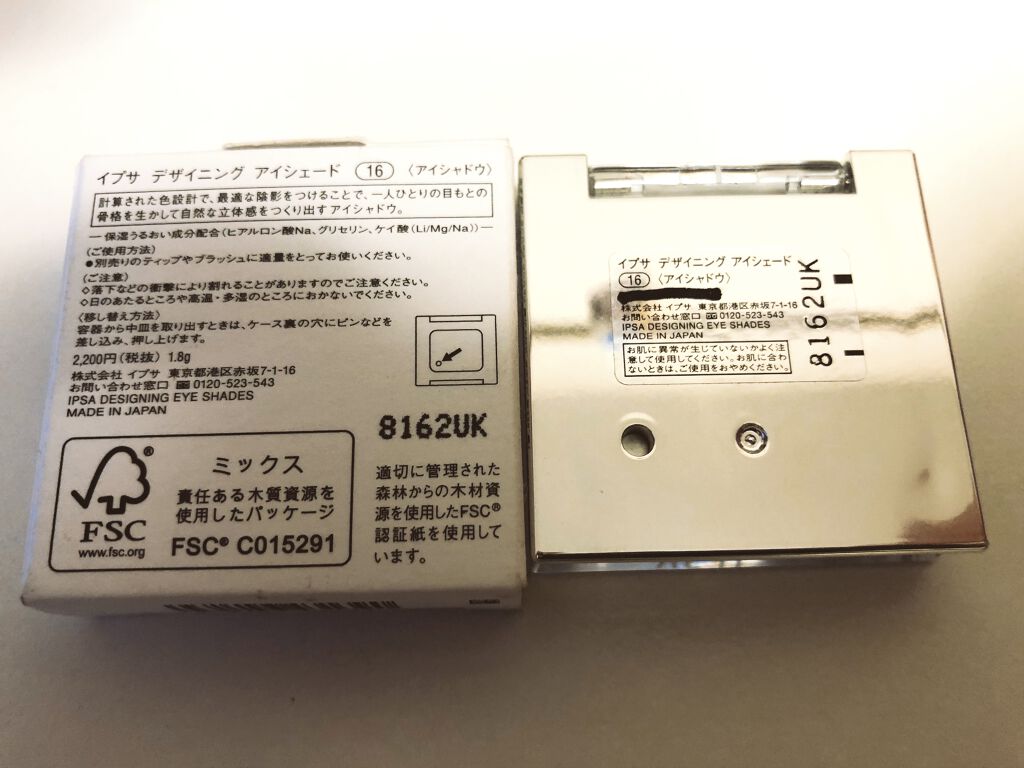 イプサ デザイニング アイシェード 16 〈アイシャドウ〉
計算された色設計で、最適な陰影をつけることで、一人ひとりの目もとの
骨格を生かして自然な立体感をつくり出すアイシャドウ。
― 保湿うるおい成分配合(ヒアルロン酸Na、グリセリン、ケイ酸(Li/Mg/Na)) ―
〈ご使用方法〉
●別売りのティップやブラッシュに適量をとってお使いください。
〈ご注意〉
◇落下などの衝撃により割れることがありますのでご注意ください。
◇日のあたるところや高温・多湿のところにおかないでください。
〈移し替え方法〉
容器から中皿を取り出すときは、ケース裏の穴にピンなどを
差し込み、押し上げます。
2,200円(税抜) 1.8g
株式会社 イプサ 東京都港区赤坂7-1-16
お問い合わせ窓口 0120-523-543
IPSA DESIGNING EYE SHADES
MADE IN JAPAN
8162UK
FSC®
www.fsc.org
ミックス
責任ある木質資源を
使用したパッケージ
FSC® C015291
適切に管理された
森林からの木材資
源を使用したFSC®
認証紙を使用して
います。
イプサ デザイニング アイシェード
16 〈アイシャドウ〉
株式会社 イプサ 東京都港区赤坂7-1-16
お問い合わせ窓口 0120-523-543
IPSA DESIGNING EYE SHADES
MADE IN JAPAN
お肌に異常が生じていないかよく注
意して使用してください。お肌に合わ
ないときは、ご使用をおやめください。
8162UK